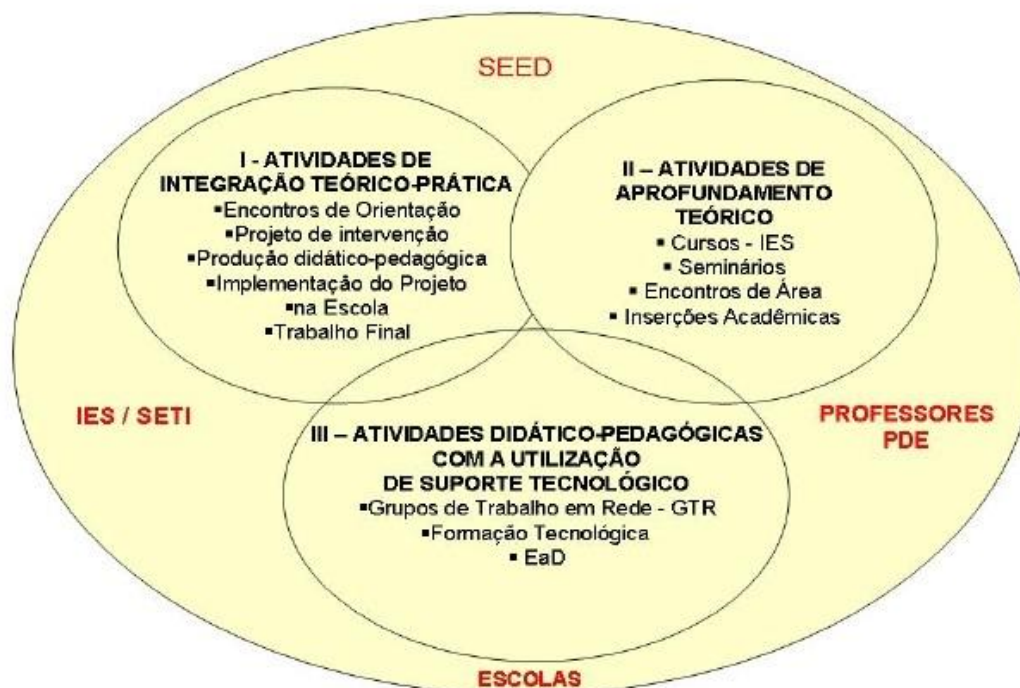 SEED
I - ATIVIDADES DE
INTEGRAÇÃO TEÓRICO-PRÁTICA
▪Encontros de Orientação
▪Projeto de intervenção
▪Produção didático-pedagógica
▪Implementação do Projeto
▪na Escola
▪Trabalho Final
II – ATIVIDADES DE
APROFUNDAMENTO
TEÓRICO
▪ Cursos - IES
▪ Seminários
▪ Encontros de Área
▪ Inserções Acadêmicas
IES / SETI
PROFESSORES
PDE
III – ATIVIDADES DIDÁTICO-PEDAGÓGICAS
COM A UTILIZAÇÃO
DE SUPORTE TECNOLÓGICO
▪Grupos de Trabalho em Rede - GTR
▪Formação Tecnológica
▪ EaD
ESCOLAS